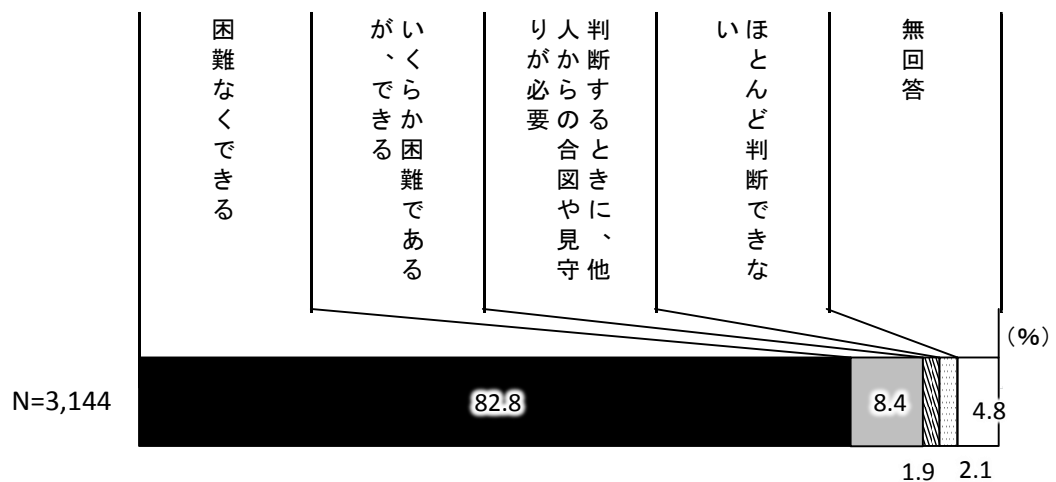 困難なくできる
いくらか困難である
が、できる
判断するときに、他
人からの合図や見守
りが必要
ほとんど判断できな
い
無回答
（%）
N=3,144
82.8
8.4
4.8
1.9
2.1